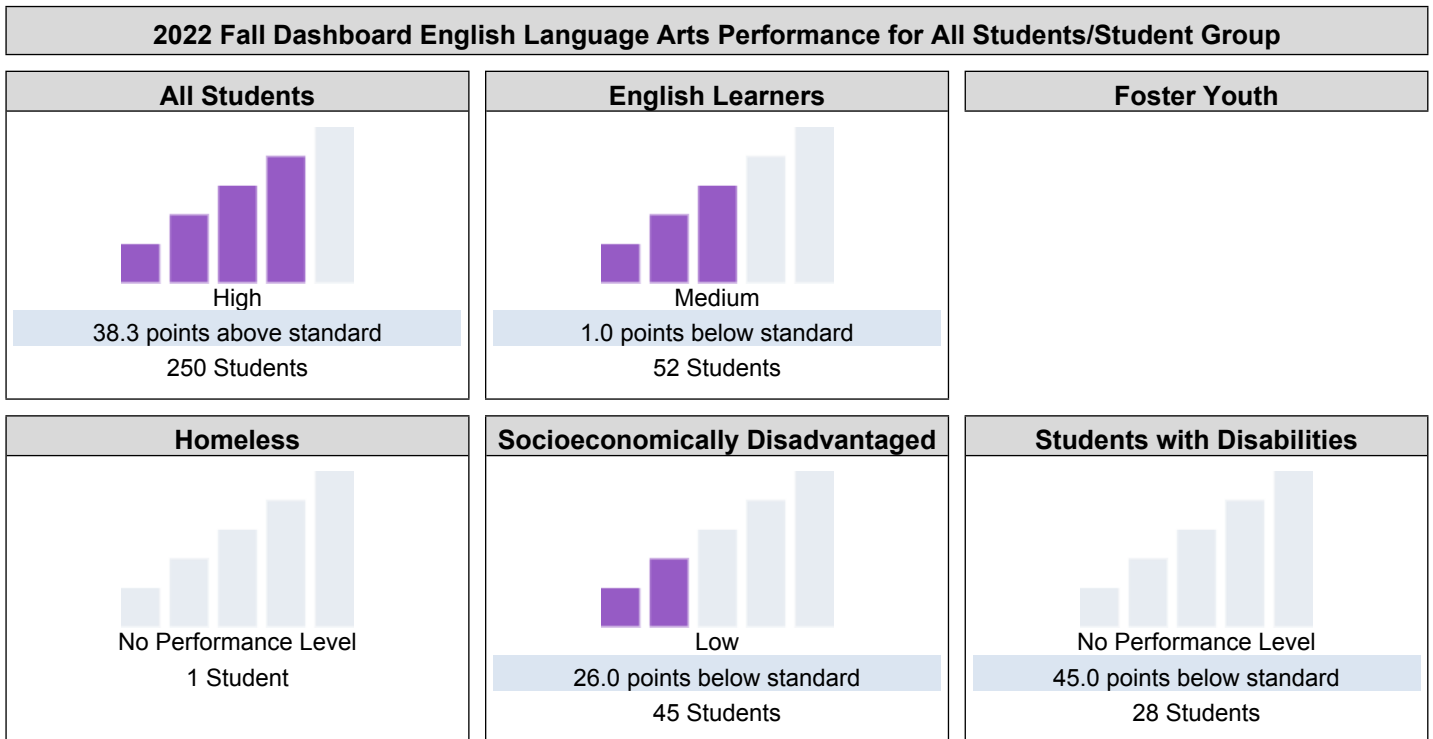 2022 Fall Dashboard English Language Arts Performance for All Students/Student Group
All Students
High
38.3 points above standard
250 Students
English Learners
Medium
1.0 points below standard
52 Students
Foster Youth
Homeless
No Performance Level
1 Student
Socioeconomically Disadvantaged
Low
26.0 points below standard
45 Students
Students with Disabilities
No Performance Level
45.0 points below standard
28 Students